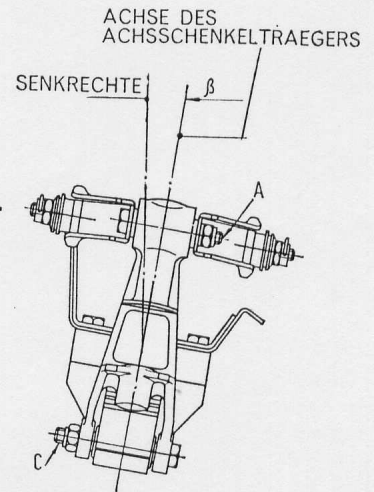 ACHSE DES
ACHSSCHENKELTRAEGERS
SENKRECHTE
β
A
C